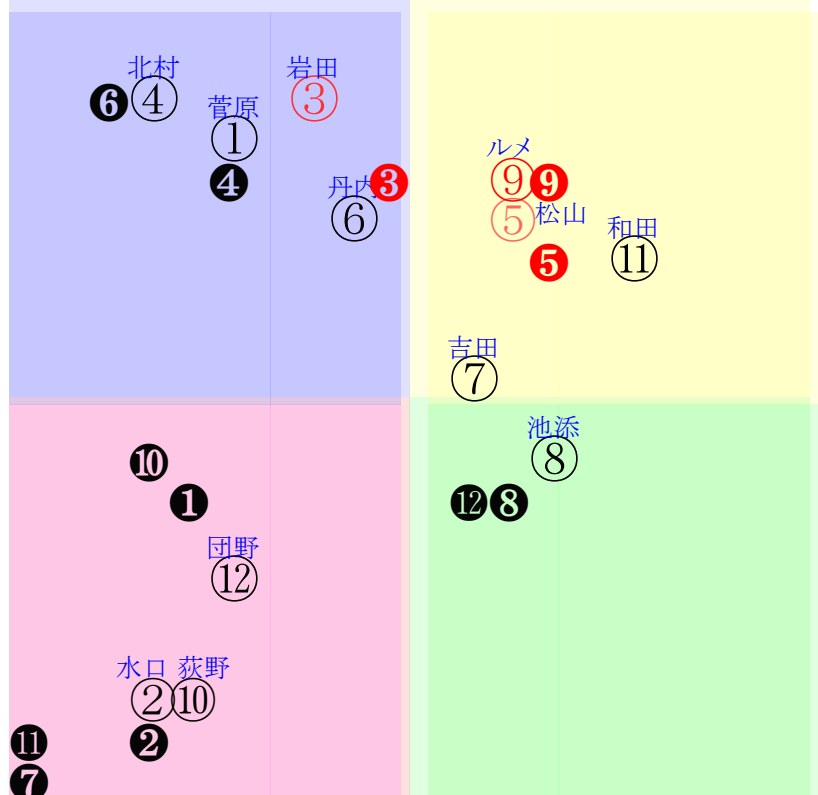 北村
岩田
❻④
③
菅原
①
ルメ
❹
丹内❸
⑨❾
⑥
⑤松山
和田
❺
⑪
吉田
⑦
池添
❿
⑧
❶
⓬❽
団野
⑫
水口 荻野
②⑩
⓫
❷
❼